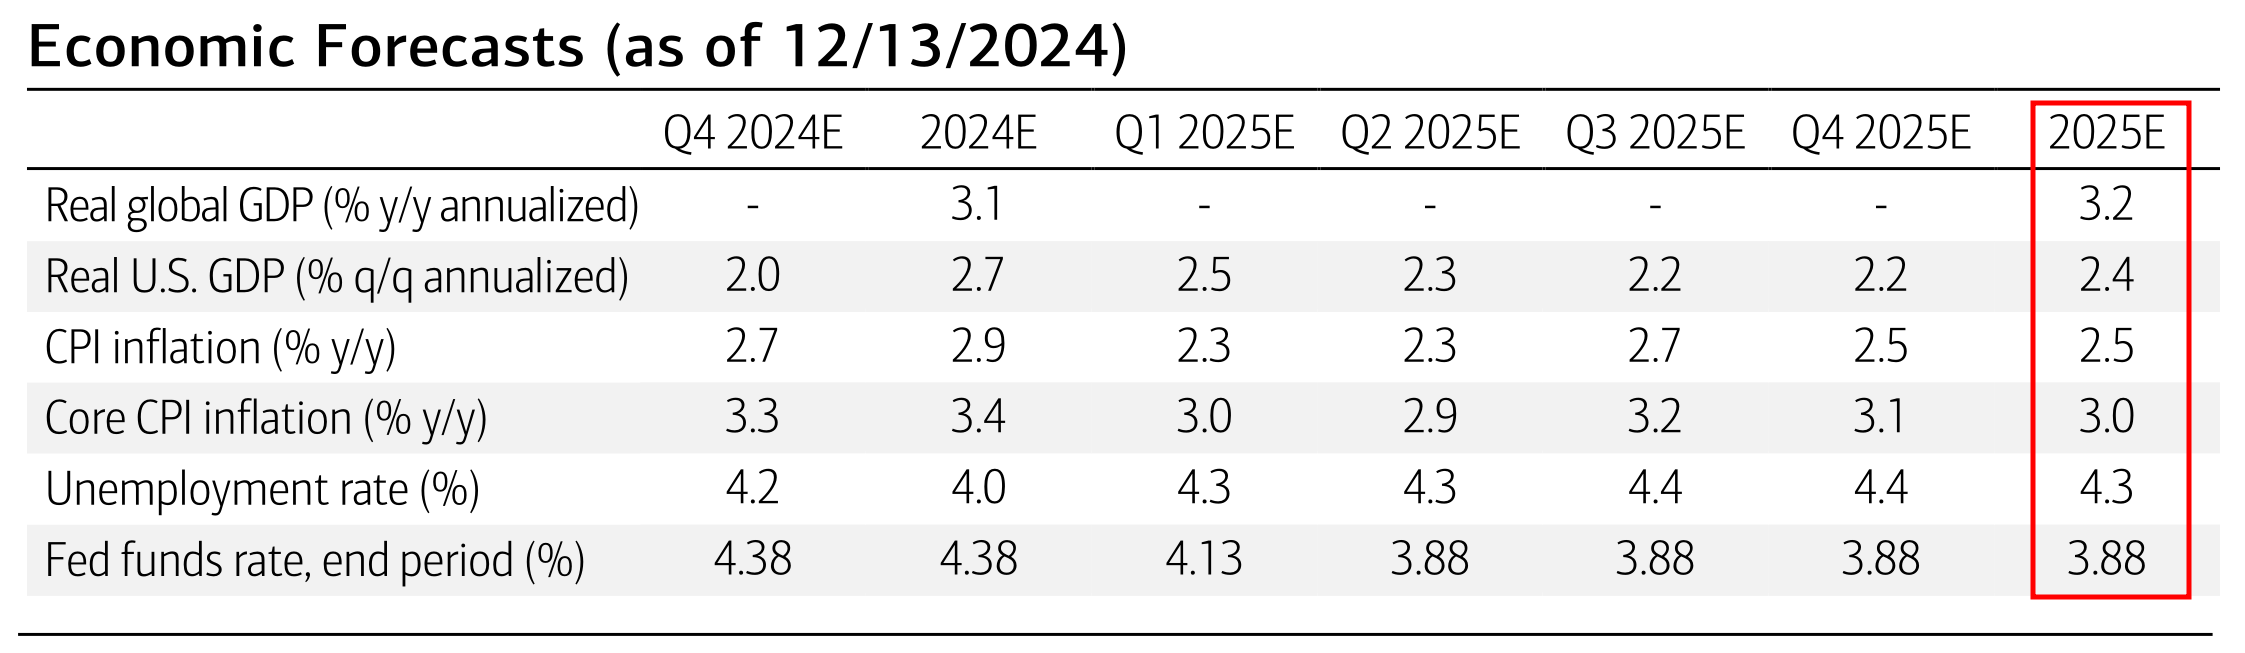 Economic Forecasts (as of 12/13/2024)
Q4 2024E 2024E Q1 2025E Q2 2025E Q3 2025E Q4 2025E 2025E
Real global GDP (% y/y annualized) - 3.1 - - - - 3.2
Real U.S. GDP (% q/q annualized) 2.0 2.7 2.5 2.3 2.2 2.2 2.4
CPI inflation (% y/y) 2.7 2.9 2.3 2.3 2.7 2.5 2.5
Core CPI inflation (% y/y) 3.3 3.4 3.0 2.9 3.2 3.1 3.0
Unemployment rate (%) 4.2 4.0 4.3 4.3 4.4 4.4 4.3
Fed funds rate, end period (%) 4.38 4.38 4.13 3.88 3.88 3.88 3.88